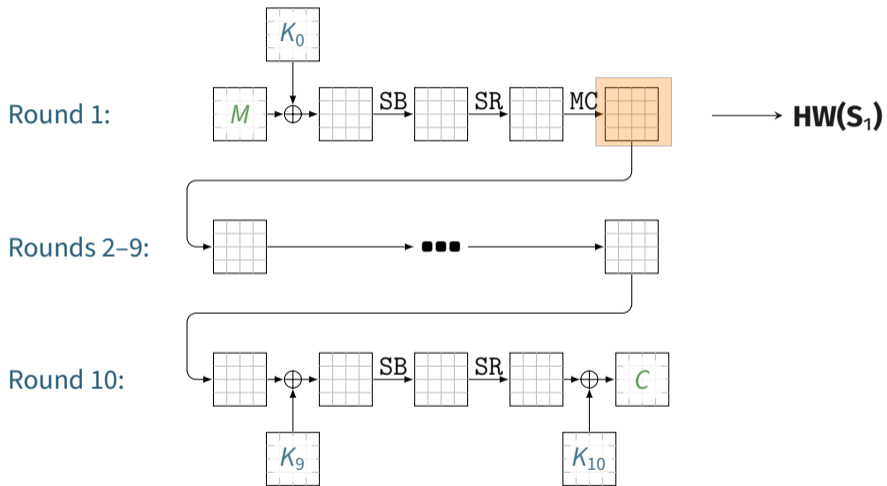 K₀
Round 1: M SB SR MC HW(S₁)
Rounds 2–9:
Round 10: SB SR C
K₉ K₁₀